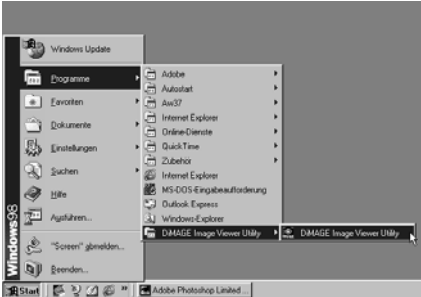 Windows Update
Programme
Favoriten
Dokumente
Einstellungen
Suchen
Hilfe
Ausführen...
"Screen" abmelden...
Beenden...
Windows98
Adobe
Autostart
Aw37
Internet Explorer
Online-Dienste
QuickTime
Zubehör
Internet Explorer
MS-DOS-Eingabeaufforderung
Outlook Express
Windows-Explorer
DiMAGE Image Viewer Utility
DiMAGE Image Viewer Utility
Start
Adobe Photoshop Limited ...